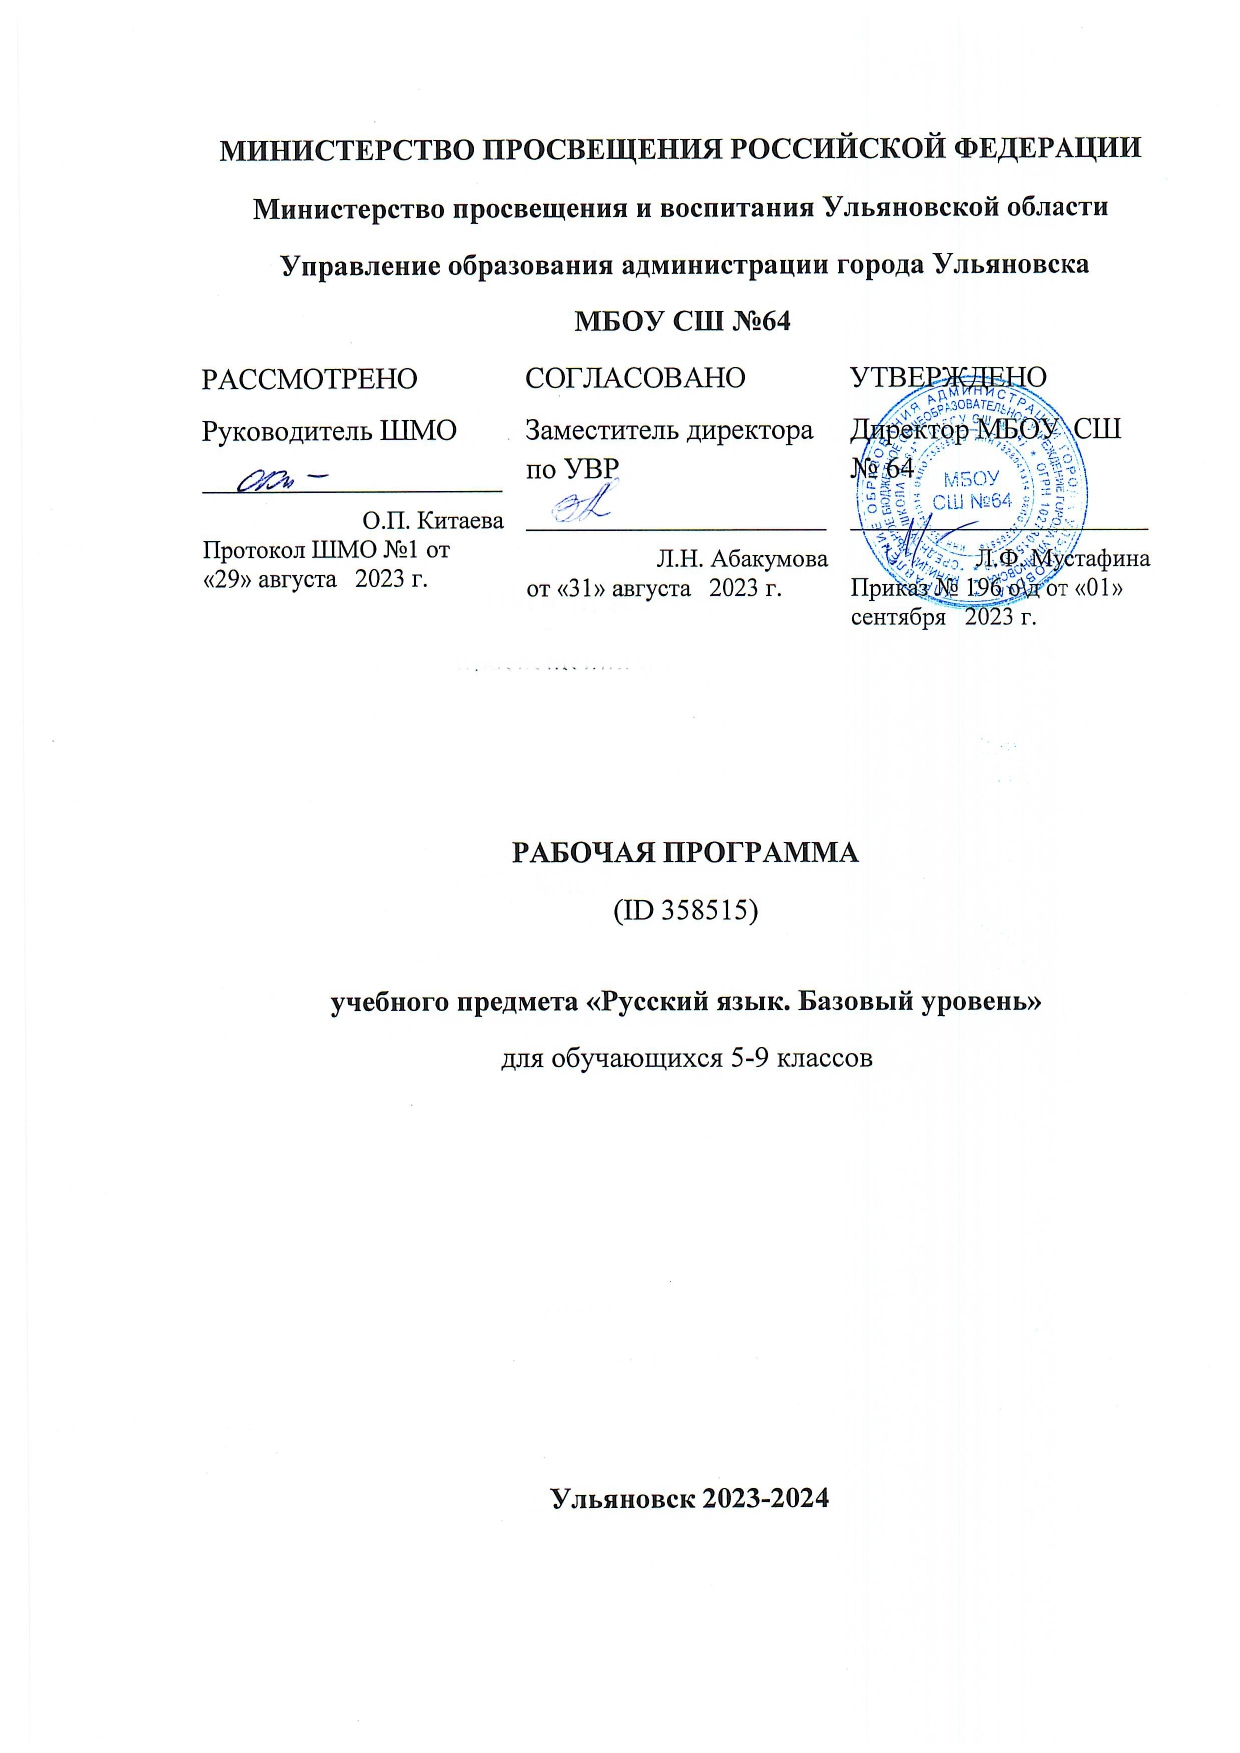 МИНИСТЕРСТВО ПРОСВЕЩЕНИЯ РОССИЙСКОЙ ФЕДЕРАЦИИ
Министерство просвещения и воспитания Ульяновской области
Управление образования администрации города Ульяновска
МБОУ СШ №64
РАССМОТРЕНО
Руководитель ШМО
О.П. Китаева
Протокол ШМО №1 от
«29» августа 2023 г.
СОГЛАСОВАНО
Заместитель директора
по УВР
Л.Н. Абакумова
от «31» августа 2023 г.
УТВЕРЖДЕНО
Директор МБОУ СШ
№ 64
МБОУ
СШ №64
Л.Ф. Мустафина
Приказ № 196 о\д от «01»
сентября 2023 г.
РАБОЧАЯ ПРОГРАММА
(ID 358515)
учебного предмета «Русский язык. Базовый уровень»
для обучающихся 5-9 классов
Ульяновск 2023-2024